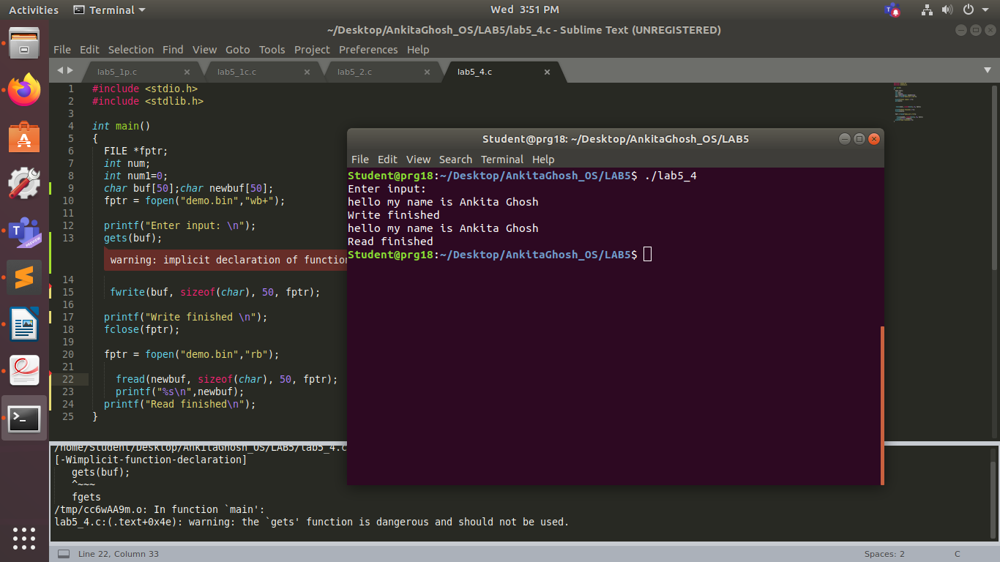 Activities Terminal Wed 3:51 PM
~/Desktop/AnkitaGhosh_OS/LAB5/lab5_4.c - Sublime Text (UNREGISTERED)
File Edit Selection Find View Goto Tools Project Preferences Help
lab5_1p.c × lab5_1c.c × lab5_2.c × lab5_4.c ×
1 #include <stdio.h>
2 #include <stdlib.h>
3
4 int main()
5 {
6 FILE *fptr;
7 int num;
8 int num1=0;
9 char buf[50];char newbuf[50];
10 fptr = fopen("demo.bin","wb+");
11
12 printf("Enter input: \n");
13 gets(buf);
warning: implicit declaration of function
14
15 fwrite(buf, sizeof(char), 50, fptr);
16
17 printf("Write finished \n");
18 fclose(fptr);
19
20 fptr = fopen("demo.bin","rb");
21
22 fread(newbuf, sizeof(char), 50, fptr);
23 printf("%s\n",newbuf);
24 printf("Read finished\n");
25 }
Student@prg18: ~/Desktop/AnkitaGhosh_OS/LAB5
File Edit View Search Terminal Help
Student@prg18:~/Desktop/AnkitaGhosh_OS/LAB5$ ./lab5_4
Enter input:
hello my name is Ankita Ghosh
Write finished
hello my name is Ankita Ghosh
Read finished
Student@prg18:~/Desktop/AnkitaGhosh_OS/LAB5$
/home/Student/Desktop/AnkitaGhosh_OS/LAB5/lab5_4.c
[-Wimplicit-function-declaration]
gets(buf);
^~~~
fgets
/tmp/cc6wAA9m.o: In function `main':
lab5_4.c:(.text+0x4e): warning: the `gets' function is dangerous and should not be used.
Line 22, Column 33 Spaces: 2 C